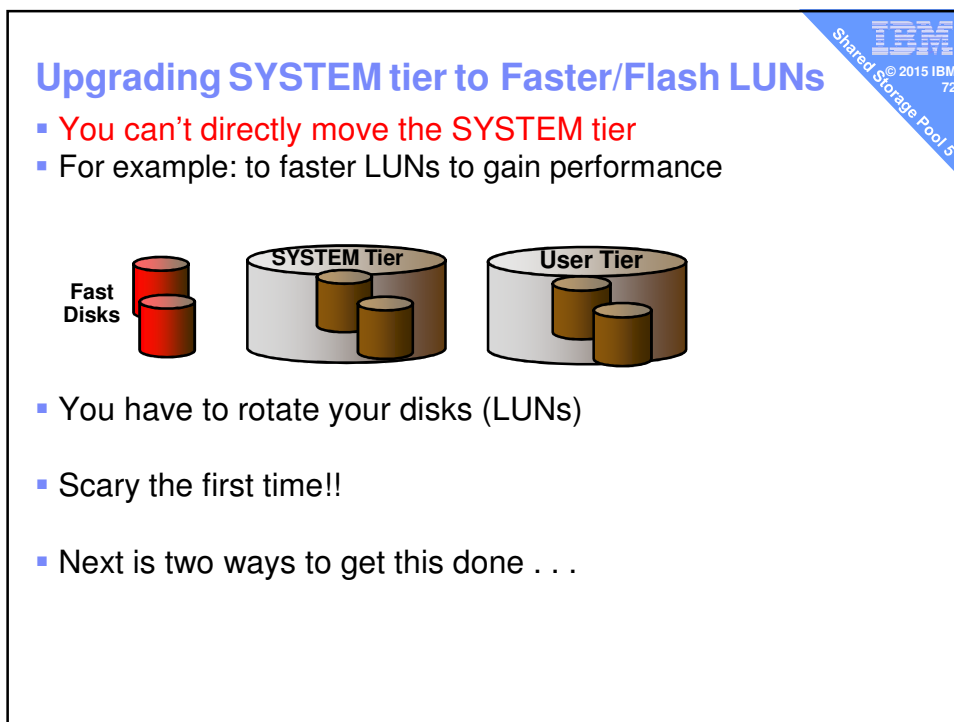 Upgrading SYSTEM tier to Faster/Flash LUNs
IBM
© 2015 IBM
72
Shared Storage Pool 5
▪ You can't directly move the SYSTEM tier
▪ For example: to faster LUNs to gain performance
Fast
Disks
SYSTEM Tier
User Tier
▪ You have to rotate your disks (LUNs)
▪ Scary the first time!!
▪ Next is two ways to get this done . . .